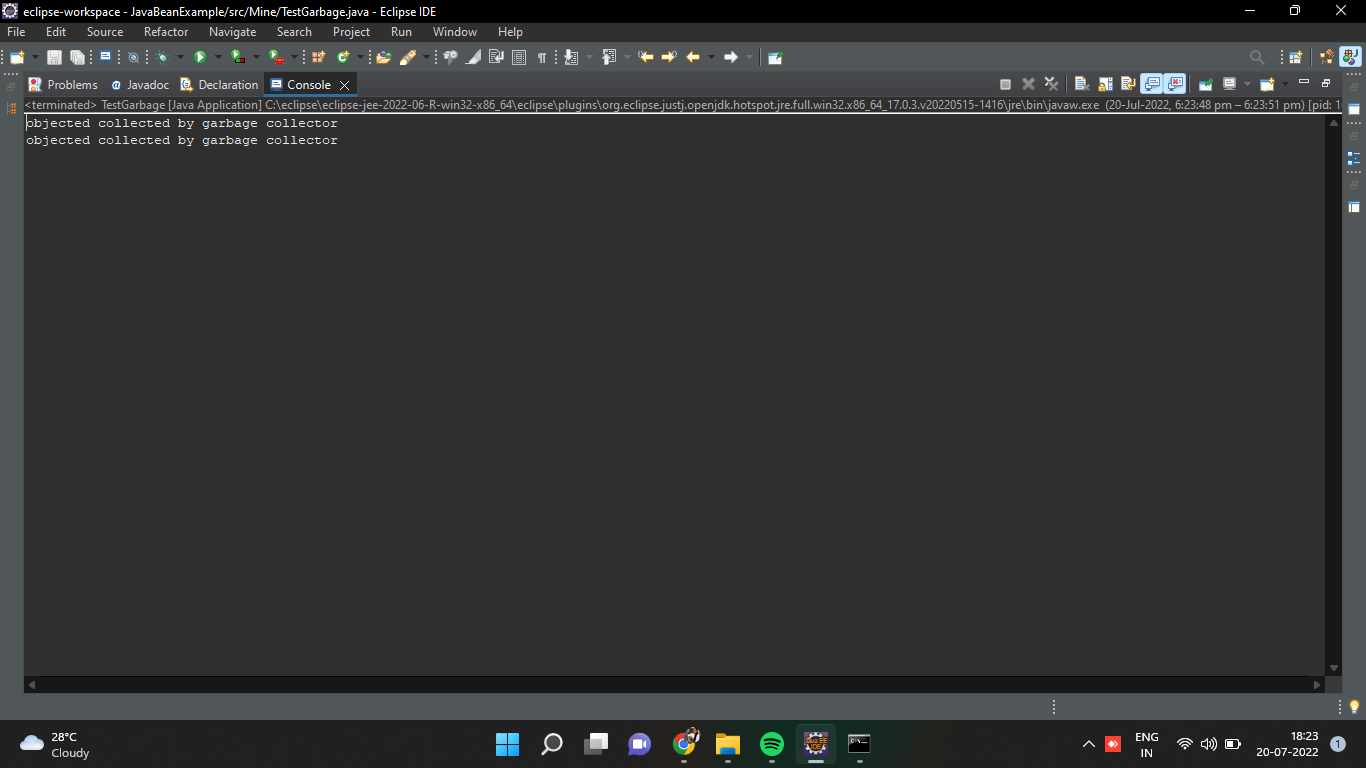 eclipse-workspace - JavaBeanExample/src/Mine/TestGarbage.java - Eclipse IDE
File Edit Source Refactor Navigate Search Project Run Window Help
Problems @ Javadoc Declaration Console
<terminated> TestGarbage [Java Application] C:\eclipse\eclipse-jee-2022-06-R-win32-x86_64\eclipse\plugins\org.eclipse.justj.openjdk.hotspot.jre.full.win32.x86_64_17.0.3.v20220515-1416\jre\bin\javaw.exe (20-Jul-2022, 6:23:48 pm – 6:23:51 pm) [pid: 1
objected collected by garbage collector
objected collected by garbage collector
28°C
Cloudy
ENG
IN
18:23
20-07-2022
1